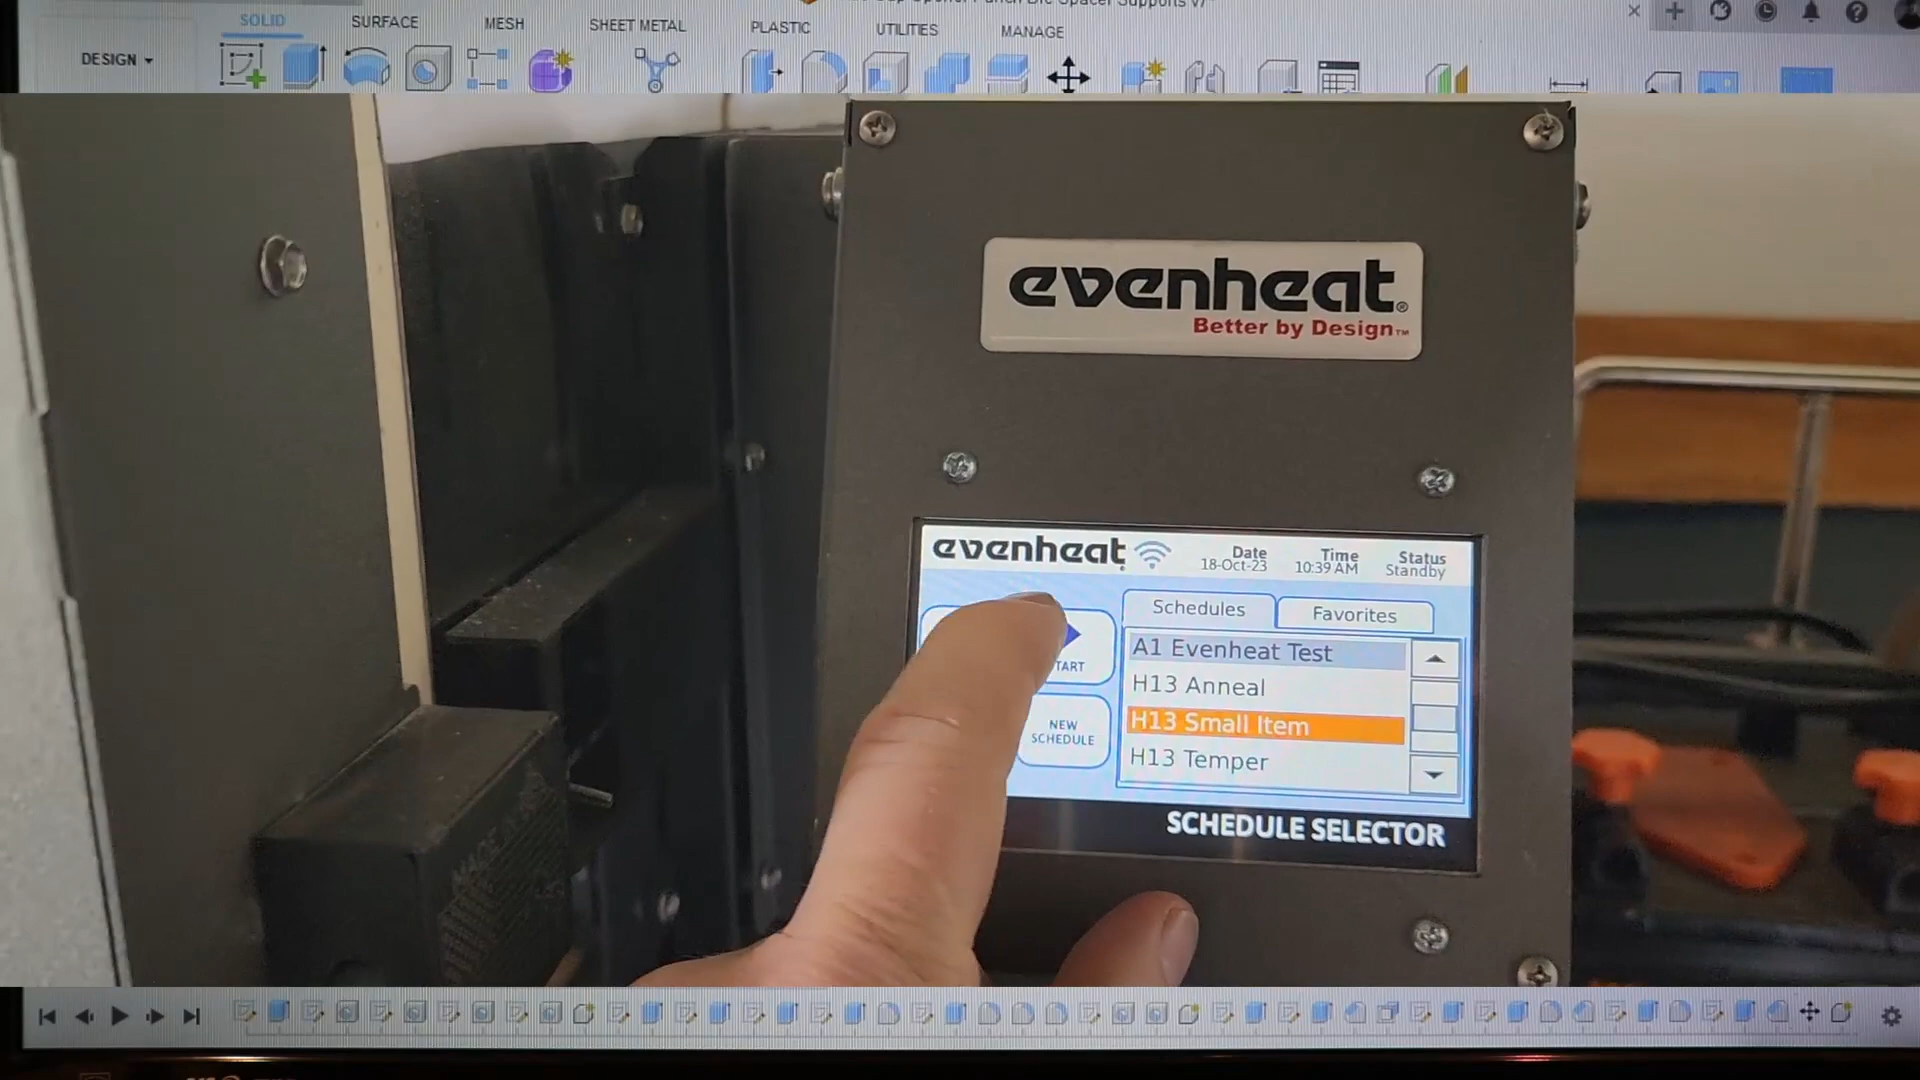 SOLID
SURFACE
MESH
SHEET METAL
PLASTIC
UTILITIES
MANAGE
DESIGN
evenheat®
Better by Design™
evenheat
Date
18-Oct-23
Time
10:39 AM
Status
Standby
Schedules
Favorites
TART
A1 Evenheat Test
H13 Anneal
NEW
SCHEDULE
H13 Small Item
H13 Temper
SCHEDULE SELECTOR